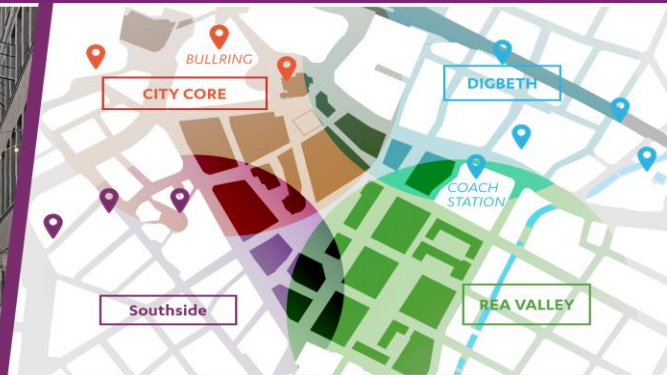 BULLRING
CITY CORE
DIGBETH
COACH
STATION
Southside
REA VALLEY